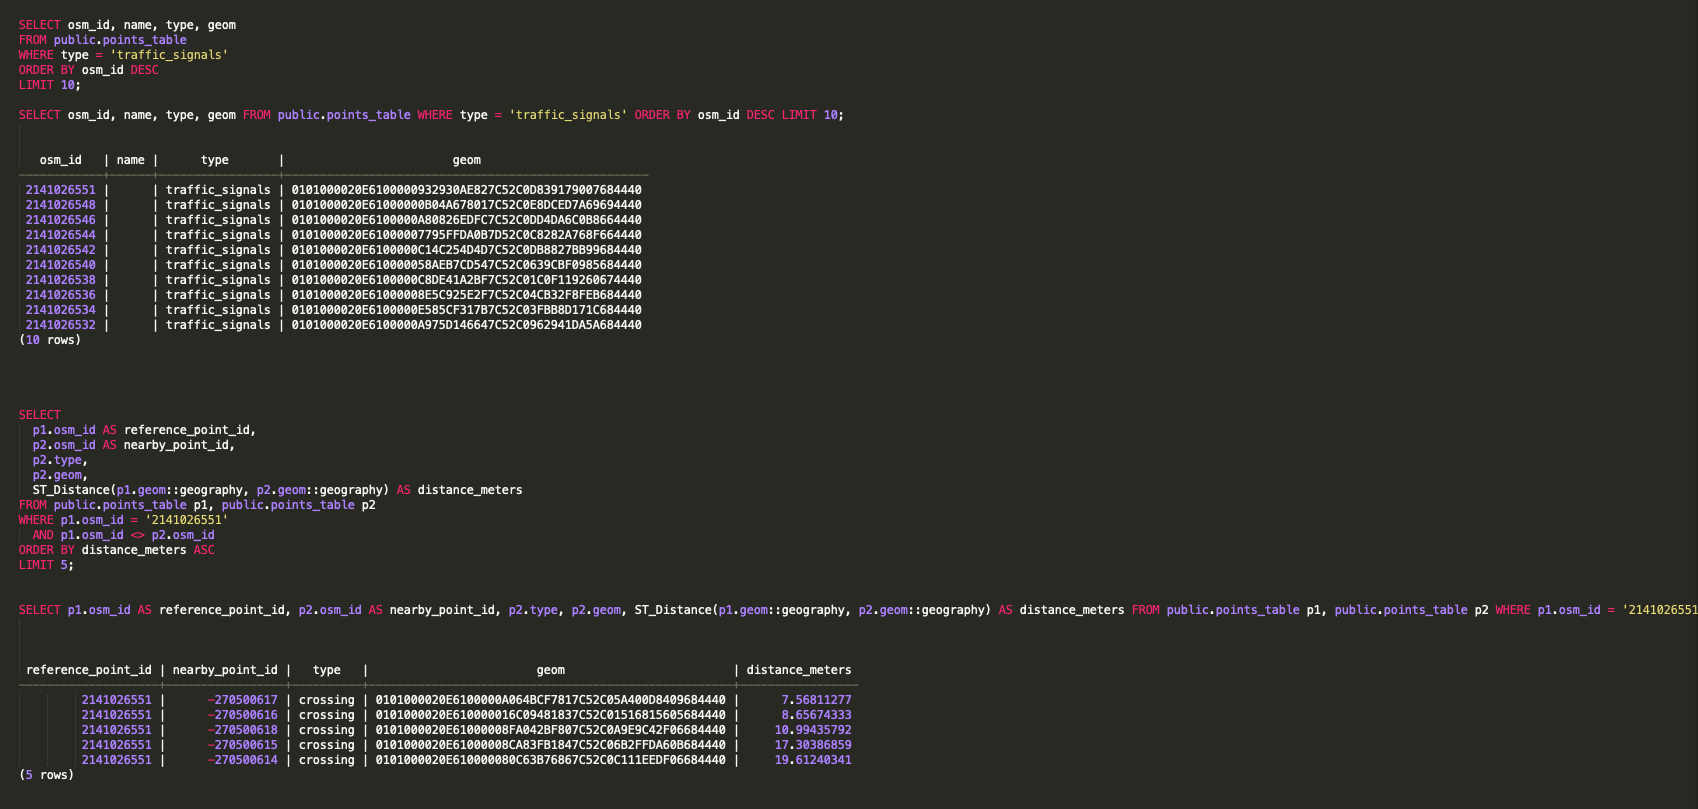 SELECT osm_id, name, type, geom
FROM public.points_table
WHERE type = 'traffic_signals'
ORDER BY osm_id DESC
LIMIT 10;
SELECT osm_id, name, type, geom FROM public.points_table WHERE type = 'traffic_signals' ORDER BY osm_id DESC LIMIT 10;
osm_id | name | type | geom
2141026551 | | traffic_signals | 0101000020E6100000932930AE827C52C0D839179007684440
2141026548 | | traffic_signals | 0101000020E61000000B04A678017C52C0E8DCED7A69694440
2141026546 | | traffic_signals | 0101000020E6100000A80826EDFC7C52C0DD4DA6C0B8664440
2141026544 | | traffic_signals | 0101000020E61000007795FFDA0B7D52C0C8282A768F664440
2141026542 | | traffic_signals | 0101000020E6100000C14C254D4D7C52C0DB8827BB99684440
2141026540 | | traffic_signals | 0101000020E610000058AEB7CD547C52C0639CBF0985684440
2141026538 | | traffic_signals | 0101000020E6100000C8DE41A2BF7C52C01C0F119260674440
2141026536 | | traffic_signals | 0101000020E61000008E5C925E2F7C52C04CB32F8FEB684440
2141026534 | | traffic_signals | 0101000020E6100000E585CF317B7C52C03FBB8D171C684440
2141026532 | | traffic_signals | 0101000020E6100000A975D146647C52C0962941DA5A684440
(10 rows)
SELECT
p1.osm_id AS reference_point_id,
p2.osm_id AS nearby_point_id,
p2.type,
p2.geom,
ST_Distance(p1.geom::geography, p2.geom::geography) AS distance_meters
FROM public.points_table p1, public.points_table p2
WHERE p1.osm_id = '2141026551'
AND p1.osm_id <> p2.osm_id
ORDER BY distance_meters ASC
LIMIT 5;
SELECT p1.osm_id AS reference_point_id, p2.osm_id AS nearby_point_id, p2.type, p2.geom, ST_Distance(p1.geom::geography, p2.geom::geography) AS distance_meters FROM public.points_table p1, public.points_table p2 WHERE p1.osm_id = '2141026551
reference_point_id | nearby_point_id | type | geom | distance_meters
2141026551 | -270500617 | crossing | 0101000020E6100000A064BCF7817C52C05A400D8409684440 | 7.56811277
2141026551 | -270500616 | crossing | 0101000020E610000016C09481837C52C01516815605684440 | 8.65674333
2141026551 | -270500618 | crossing | 0101000020E61000008FA042BF807C52C0A9E9C42F06684440 | 10.99435792
2141026551 | -270500615 | crossing | 0101000020E61000008CA83FB1847C52C06B2FFDA60B684440 | 17.30386859
2141026551 | -270500614 | crossing | 0101000020E610000080C63B76867C52C0C111EEDF06684440 | 19.61240341
(5 rows)